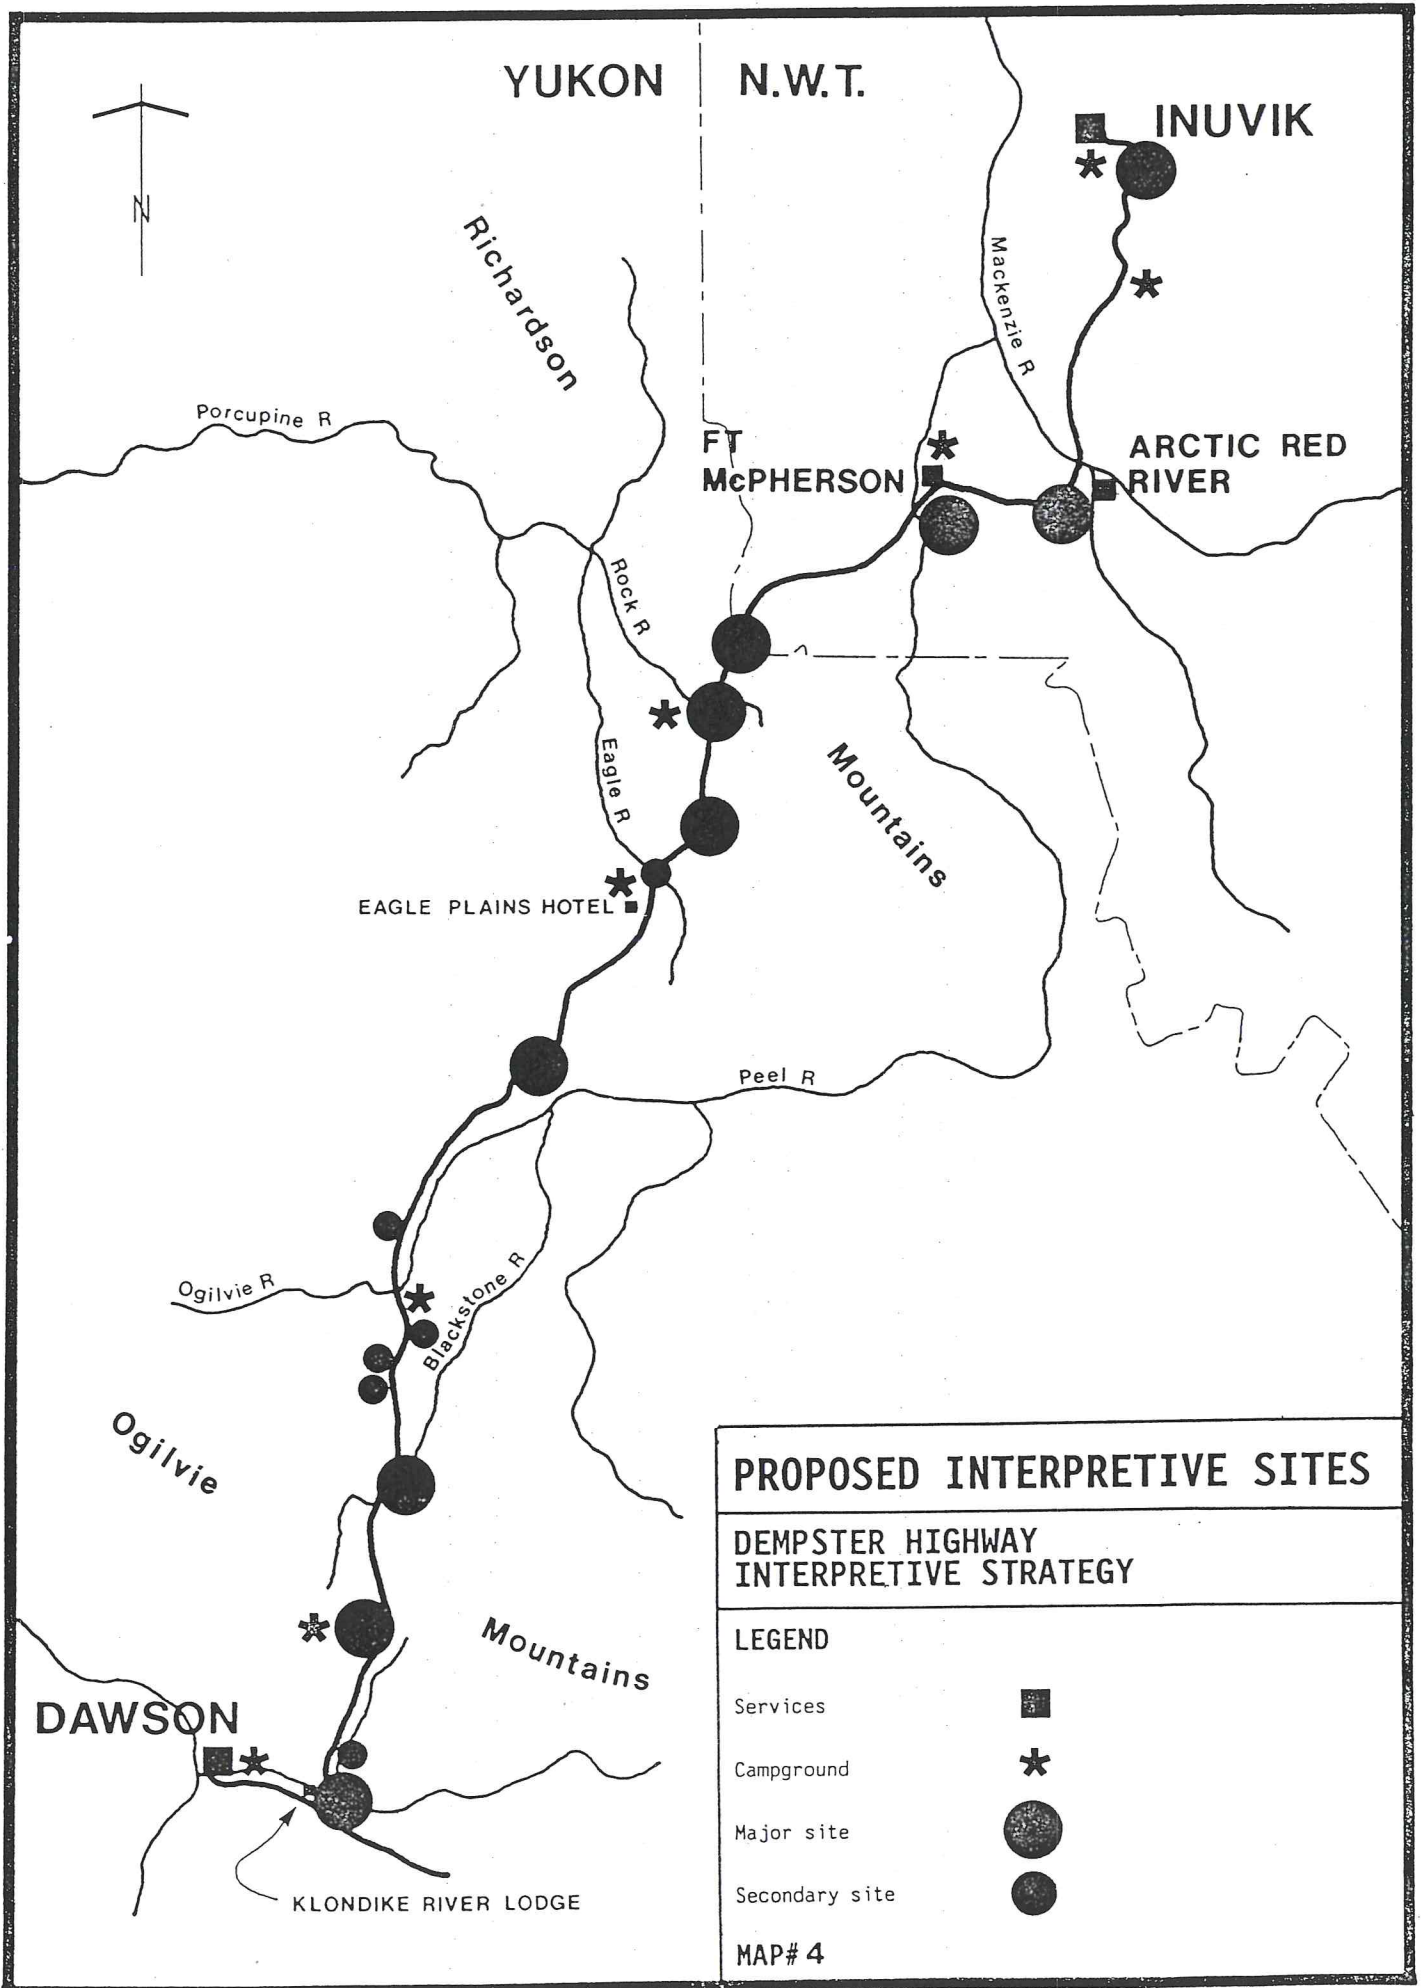 YUKON
N.W.T.
INUVIK
N
Richardson
Mackenzie R
Porcupine R
FT
McPHERSON
ARCTIC RED
RIVER
Rock R
Eagle R
Mountains
EAGLE PLAINS HOTEL
Peel R
Ogilvie R
Blackstone R
Ogilvie
Mountains
DAWSON
KLONDIKE RIVER LODGE
PROPOSED INTERPRETIVE SITES
DEMPSTER HIGHWAY
INTERPRETIVE STRATEGY
LEGEND
Services
Campground
Major site
Secondary site
MAP# 4